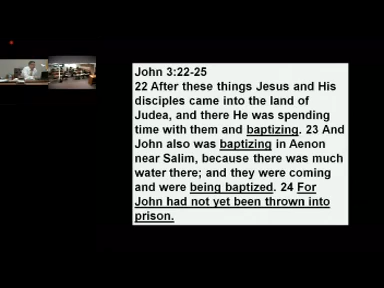 John 3:22-25
22 After these things Jesus and His
disciples came into the land of
Judea, and there He was spending
time with them and baptizing. 23 And
John also was baptizing in Aenon
near Salim, because there was much
water there; and they were coming
and were being baptized. 24 For
John had not yet been thrown into
prison.